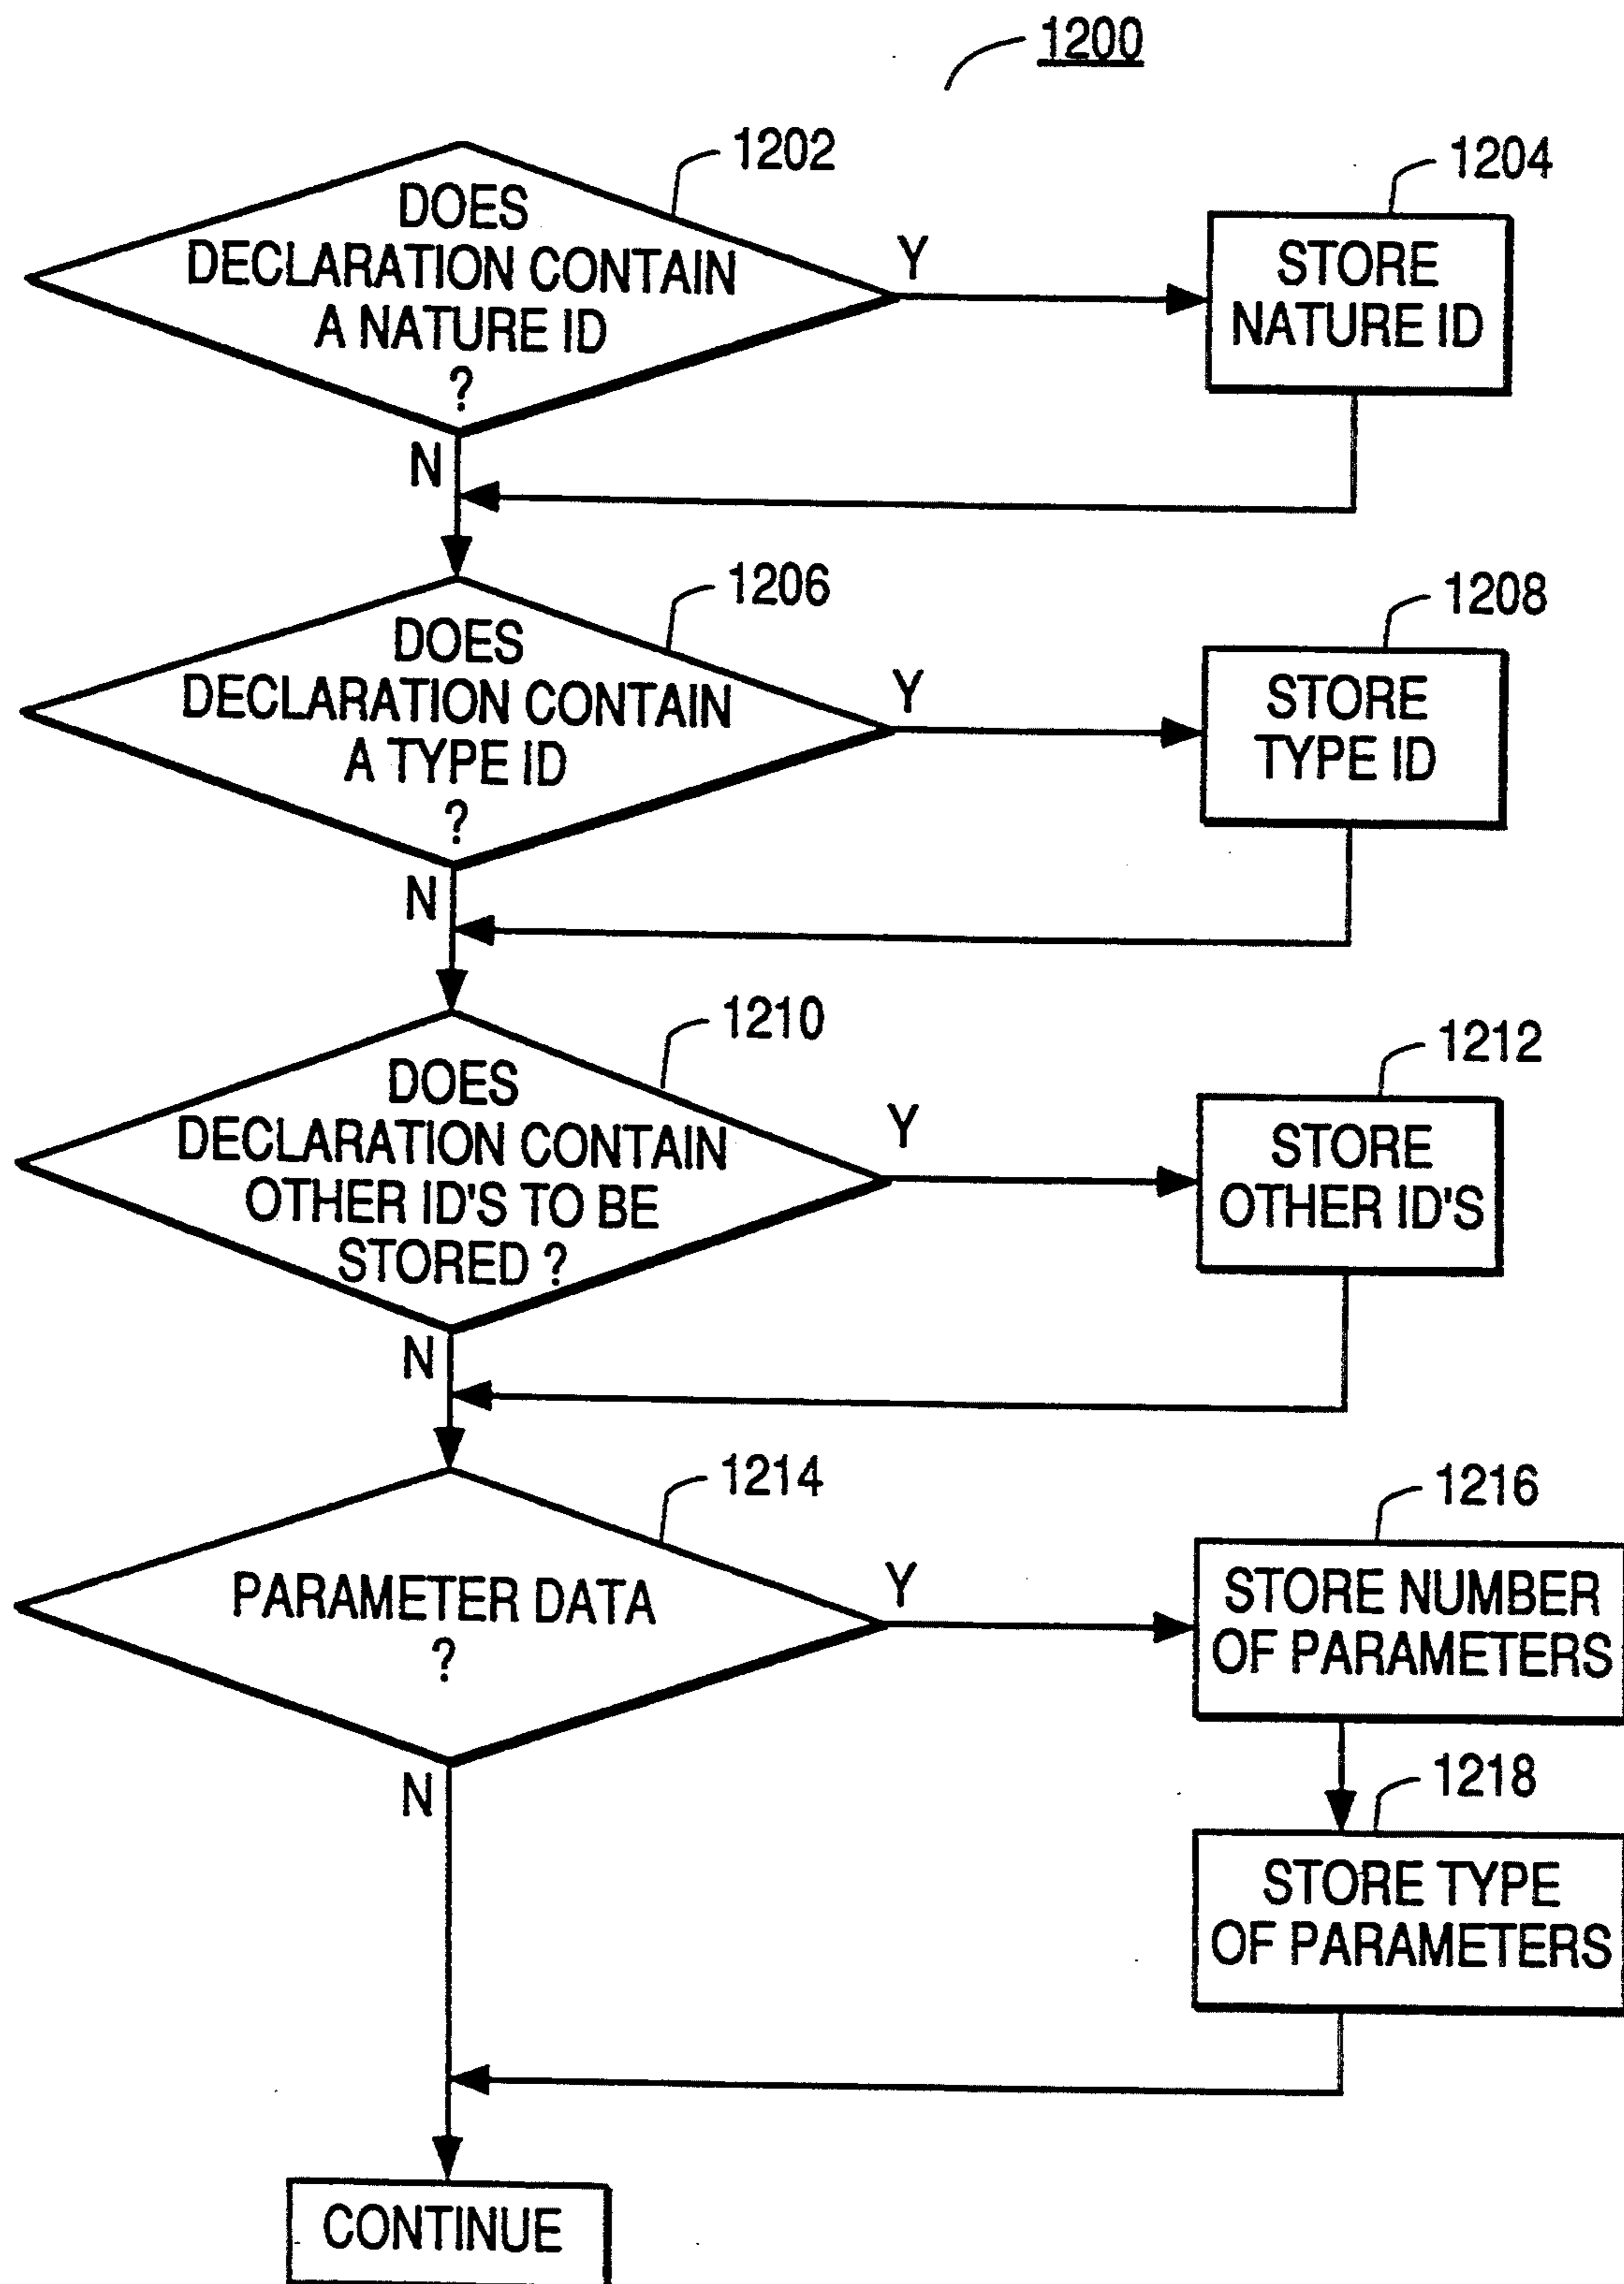 1200
1202
DOES
DECLARATION CONTAIN
A NATURE ID
?
Y
1204
STORE
NATURE ID
N
1206
DOES
DECLARATION CONTAIN
A TYPE ID
?
Y
1208
STORE
TYPE ID
N
1210
DOES
DECLARATION CONTAIN
OTHER ID'S TO BE
STORED ?
Y
1212
STORE
OTHER ID'S
N
1214
PARAMETER DATA
?
Y
1216
STORE NUMBER
OF PARAMETERS
N
1218
STORE TYPE
OF PARAMETERS
CONTINUE